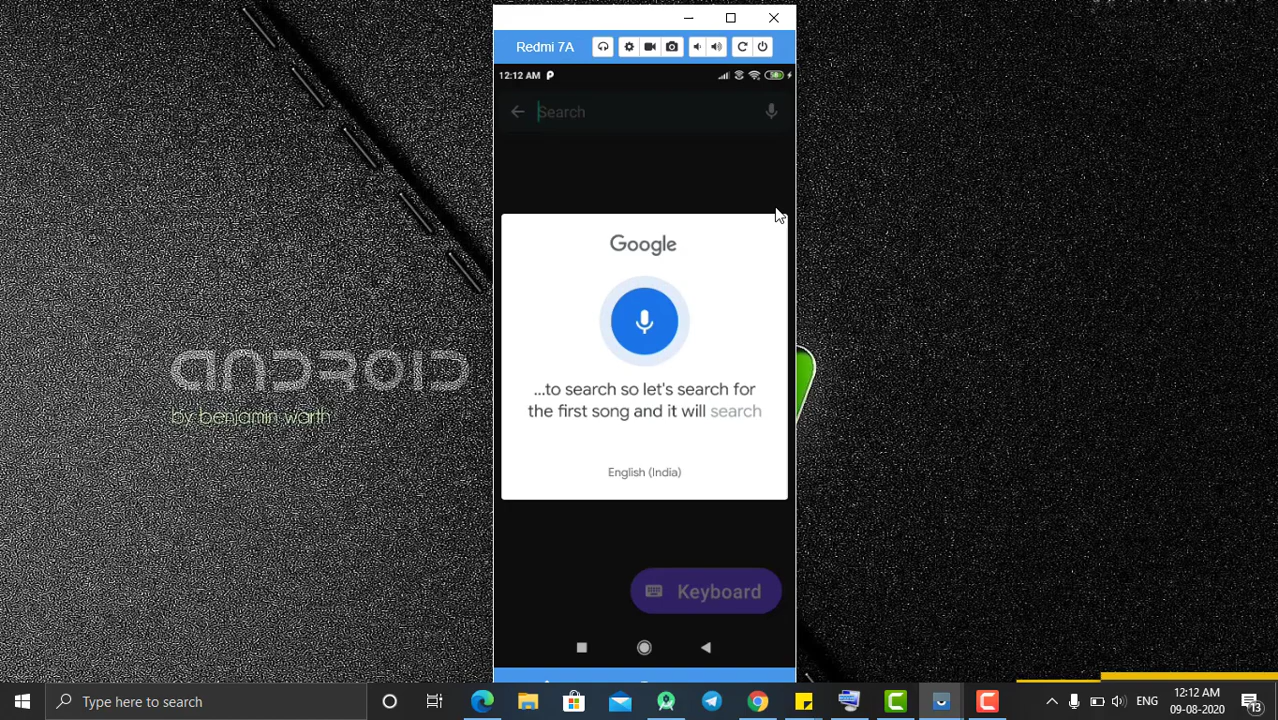 Redmi 7A
12:12 AM
58
Search
Google
...to search so let's search for
the first song and it will search
English (India)
Keyboard
ANDROID
by benjamin warth
Type here to search
ENG
12:12 AM
09-08-2020
13